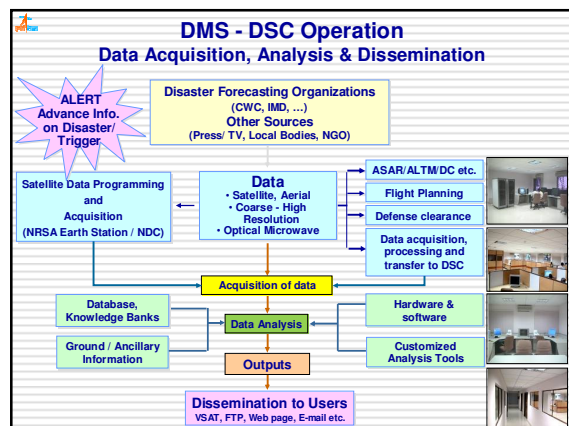 DMS - DSC Operation
Data Acquisition, Analysis & Dissemination
ALERT
Advance Info.
on Disaster/
Trigger
Disaster Forecasting Organizations
(CWC, IMD, ...)
Other Sources
(Press/ TV, Local Bodies, NGO)
Satellite Data Programming
and
Acquisition
(NRSA Earth Station / NDC)
Data
• Satellite, Aerial
• Coarse - High
Resolution
• Optical Microwave
ASAR/ALTM/DC etc.
Flight Planning
Defense clearance
Data acquisition,
processing and
transfer to DSC
Acquisition of data
Database,
Knowledge Banks
Ground / Ancillary
Information
Data Analysis
Hardware &
software
Customized
Analysis Tools
Outputs
Dissemination to Users
VSAT, FTP, Web page, E-mail etc.